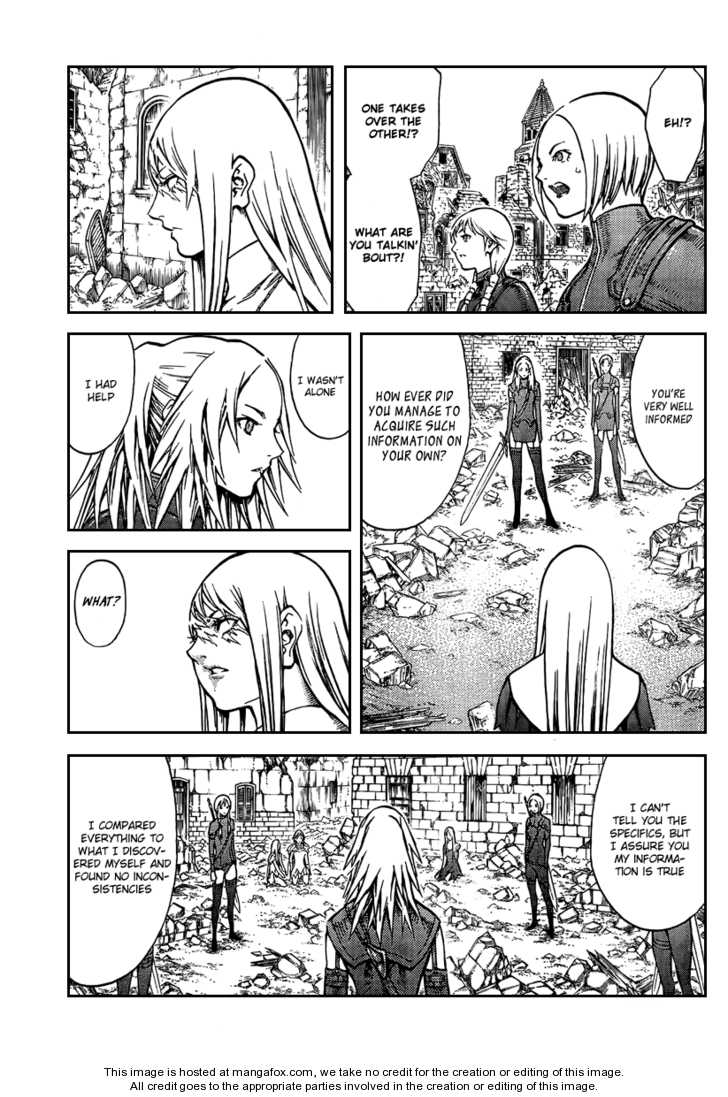 EH!?
ONE TAKES
OVER THE
OTHER!?
WHAT ARE
YOU TALKIN'
BOUT?!
YOU'RE
VERY WELL
INFORMED
HOW EVER DID
YOU MANAGE TO
ACQUIRE SUCH
INFORMATION ON
YOUR OWN?
I WASN'T
ALONE
I HAD
HELP
WHAT?
I CAN'T
TELL YOU THE
SPECIFICS, BUT
I ASSURE YOU
MY INFORMA-
TION IS TRUE
I COMPARED
EVERYTHING TO
WHAT I DISCOV-
ERED MYSELF AND
FOUND NO INCON-
SISTENCIES
This image is hosted at mangafox.com, we take no credit for the creation or editing of this image.
All credit goes to the appropriate parties involved in the creation or editing of this image.